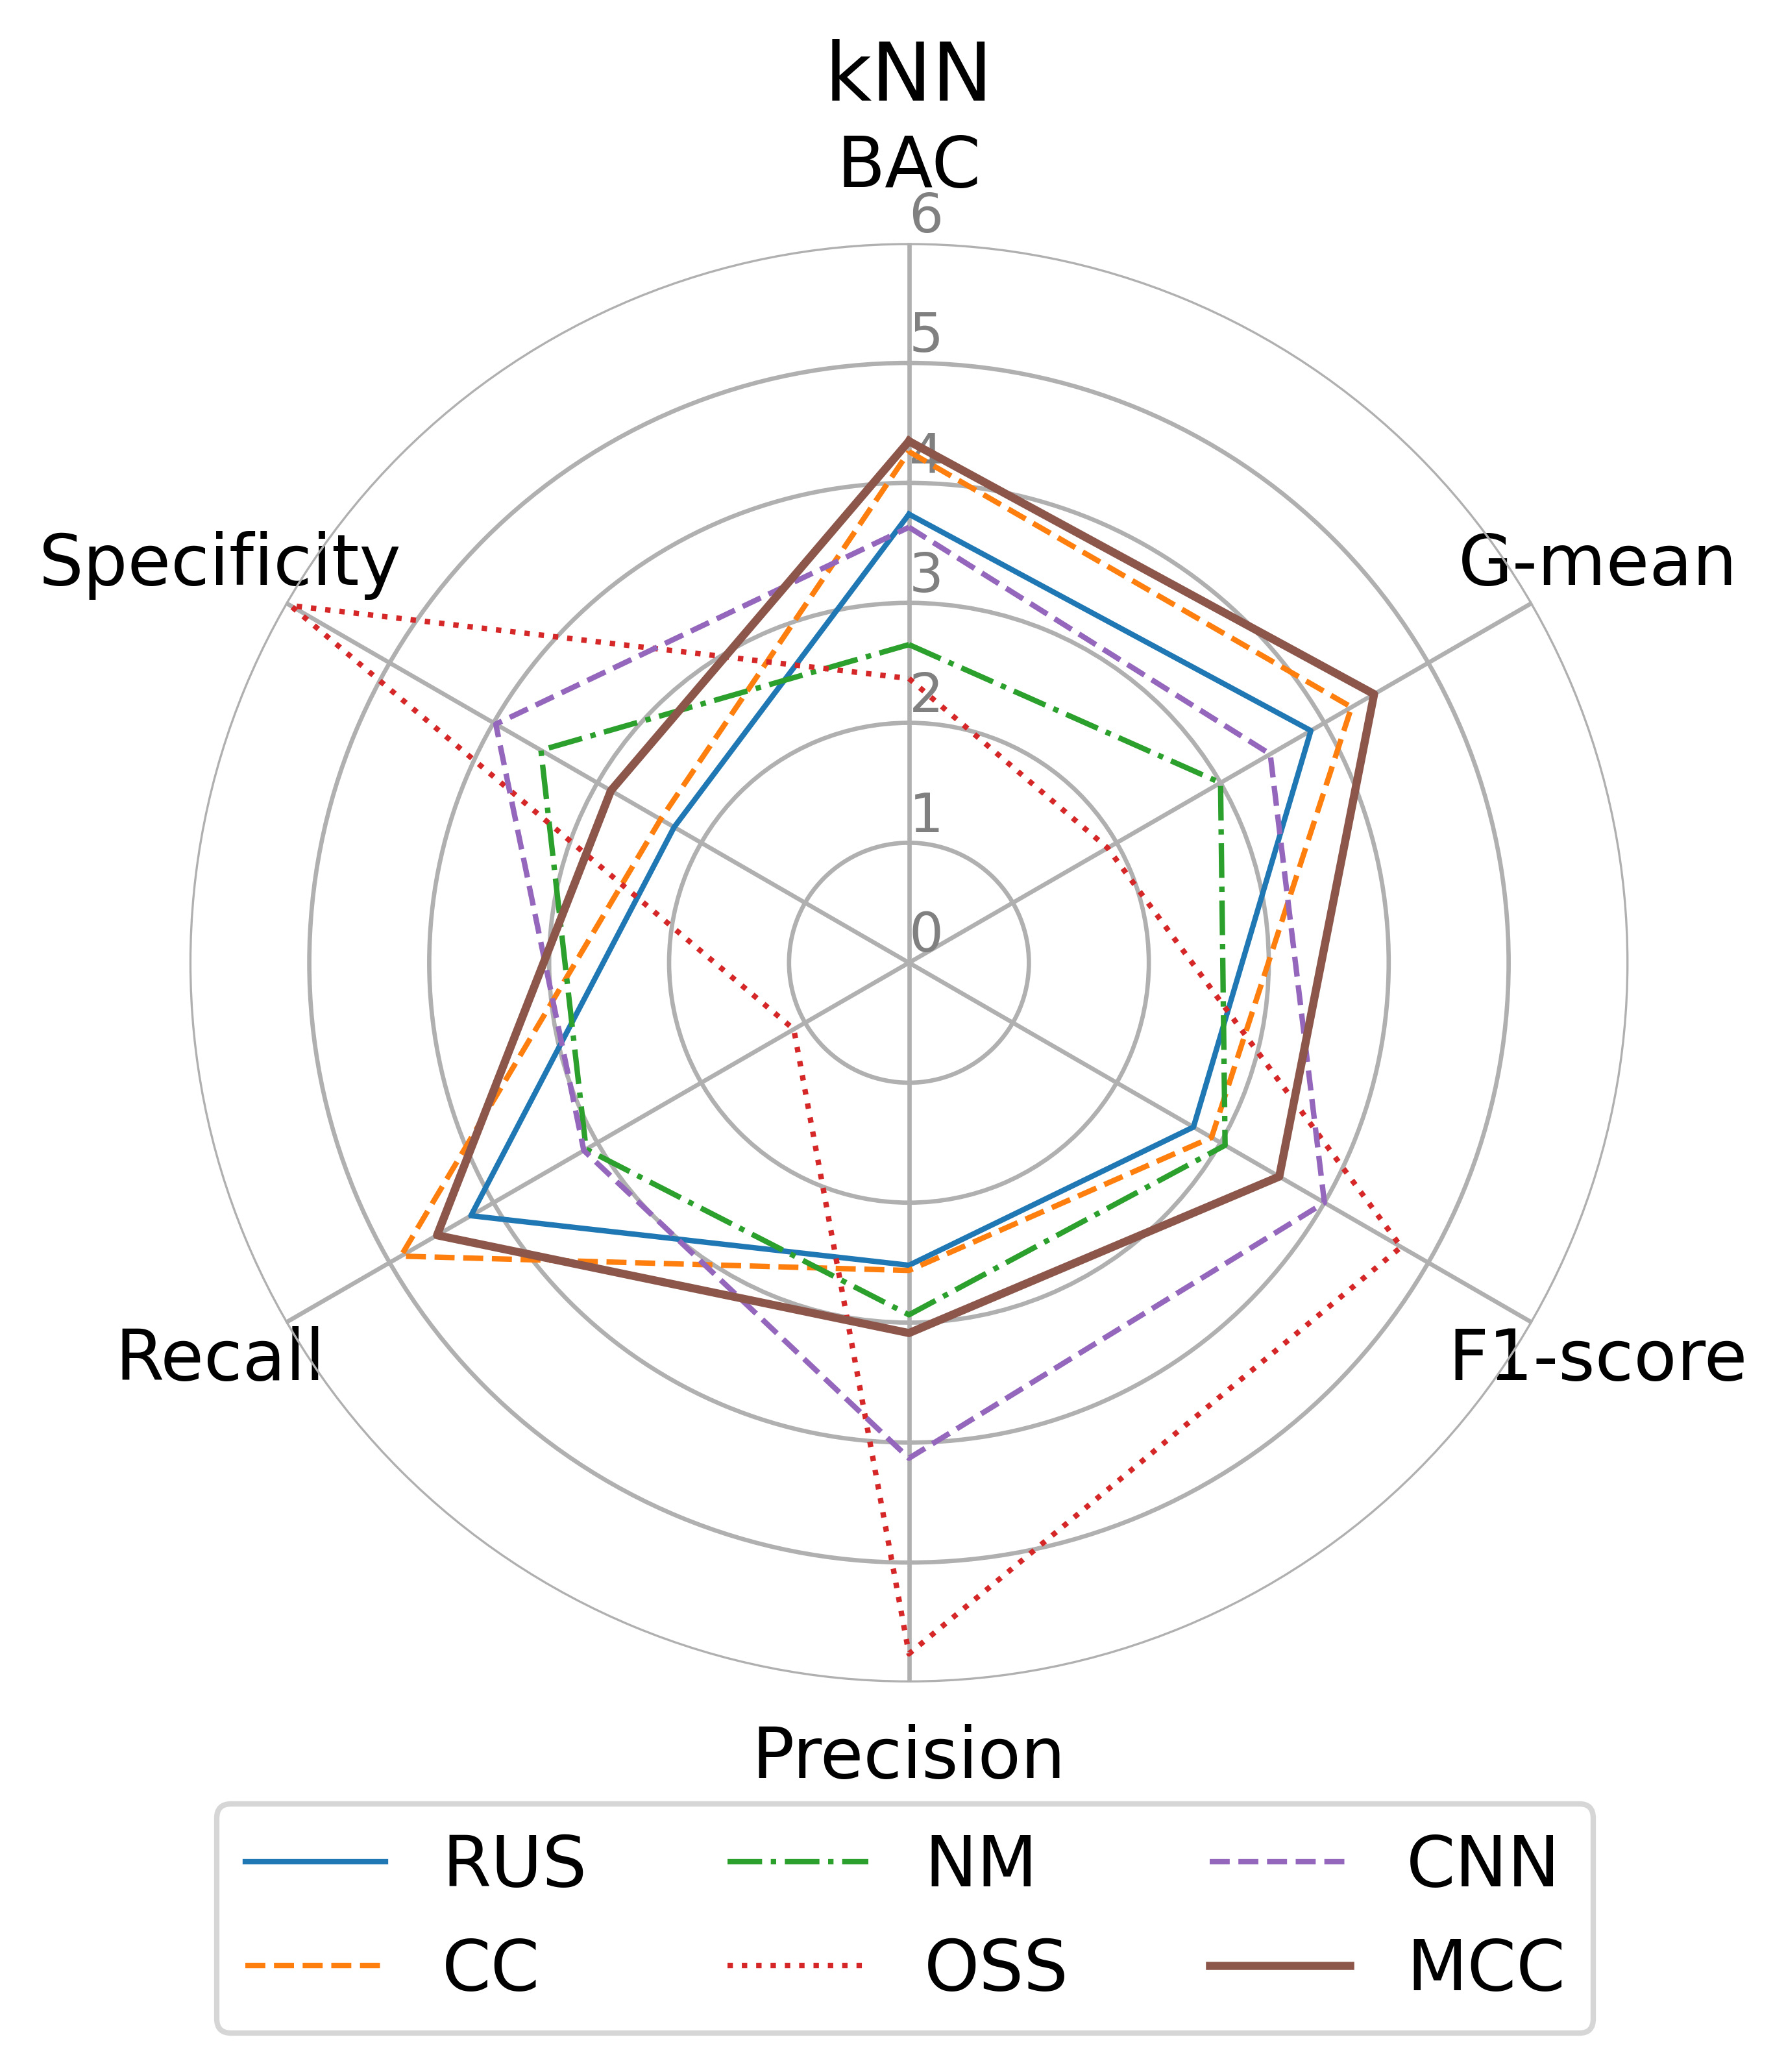 kNN
BAC
6
5
4
3
2
1
0
Specificity
G-mean
Recall
F1-score
Precision
RUS NM CNN
CC OSS MCC